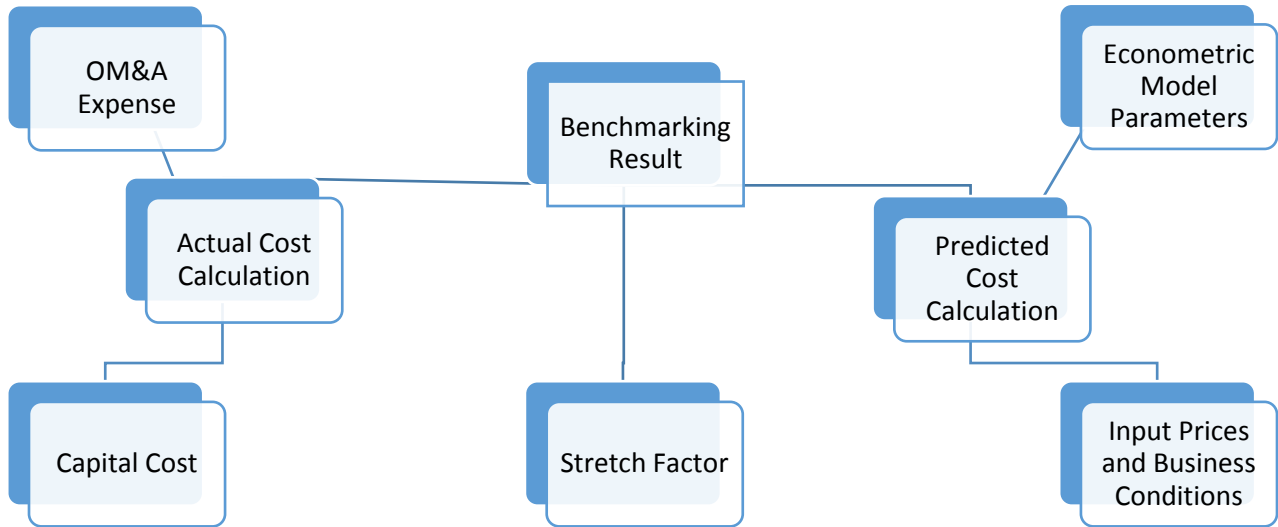 OM&A
Expense
Benchmarking
Result
Econometric
Model
Parameters
Actual Cost
Calculation
Predicted
Cost
Calculation
Capital Cost
Stretch Factor
Input Prices
and Business
Conditions